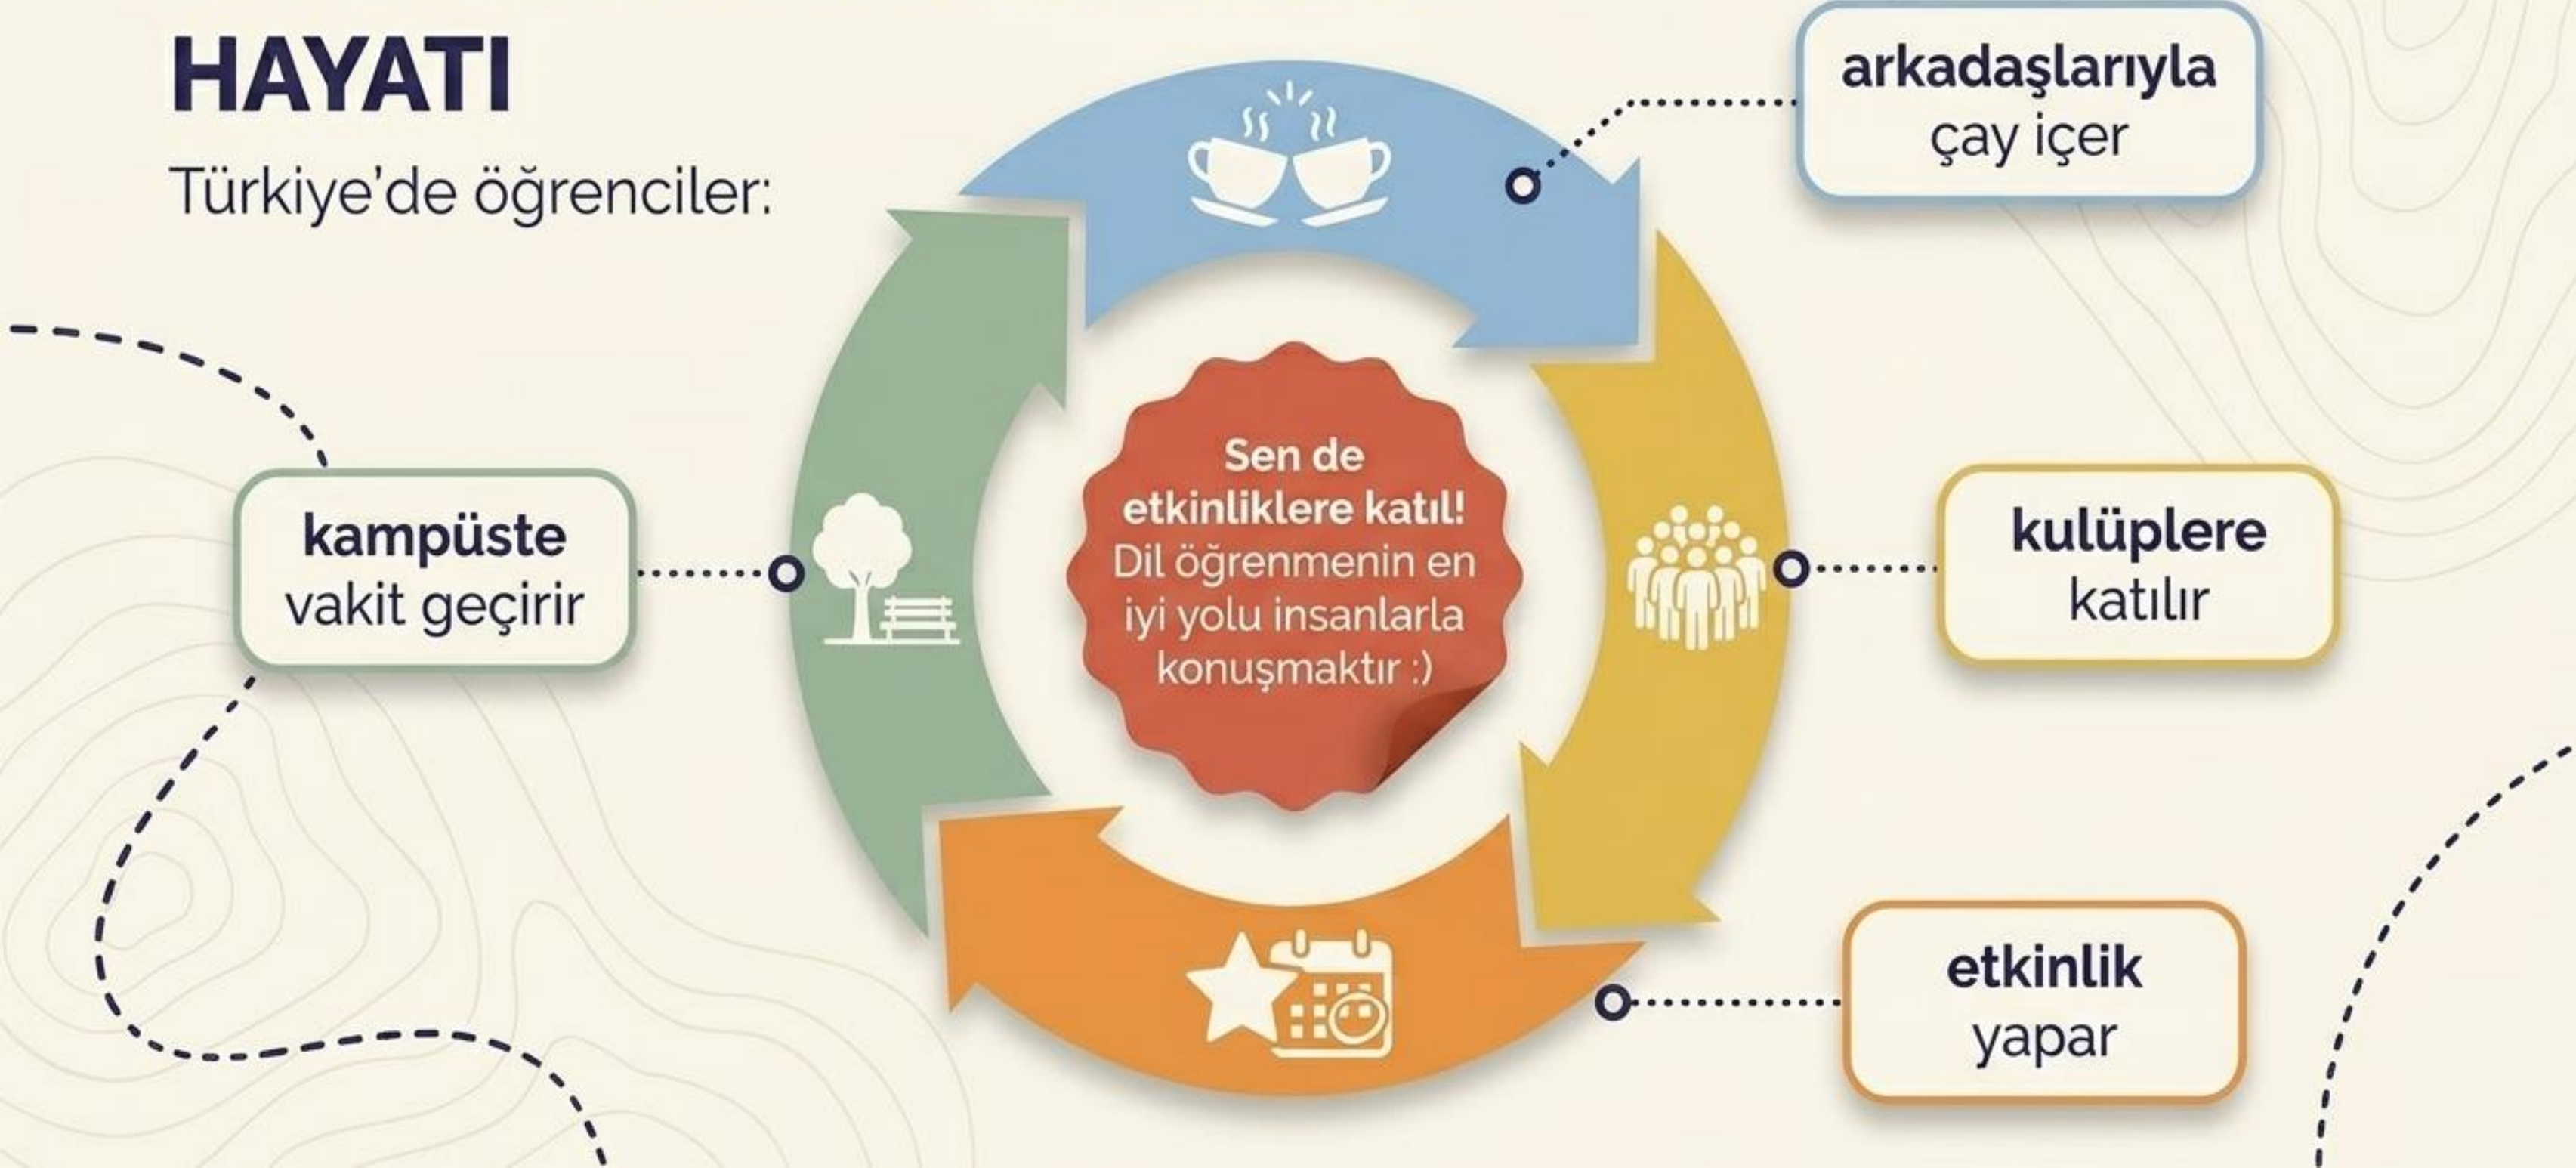 HAYATI
Türkiye'de öğrenciler:
arkadaşlarıyla
çay içer
kulüplere
katılır
etkinlik
yapar
kampüste
vakit geçirir
Sen de
etkinliklere katıl!
Dil öğrenmenin en
iyi yolu insanlarla
konuşmaktır :)